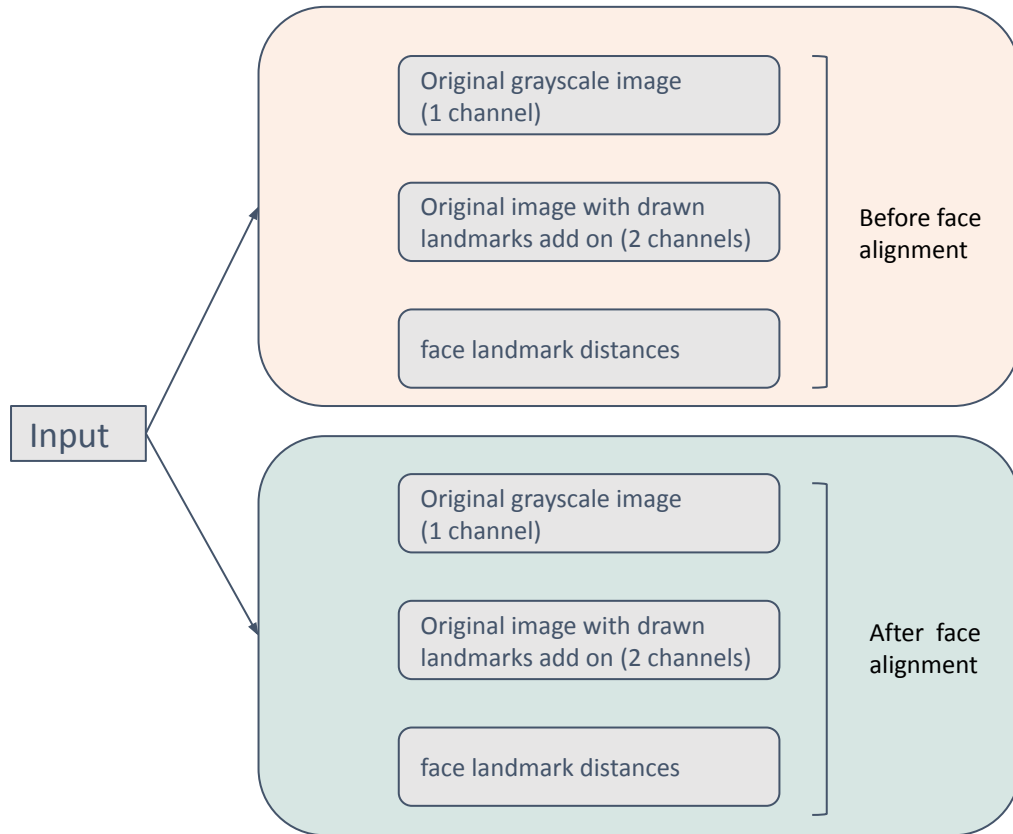 Original grayscale image
(1 channel)
Original image with drawn
landmarks add on (2 channels)
face landmark distances
Before face
alignment
Input
Original grayscale image
(1 channel)
Original image with drawn
landmarks add on (2 channels)
face landmark distances
After face
alignment